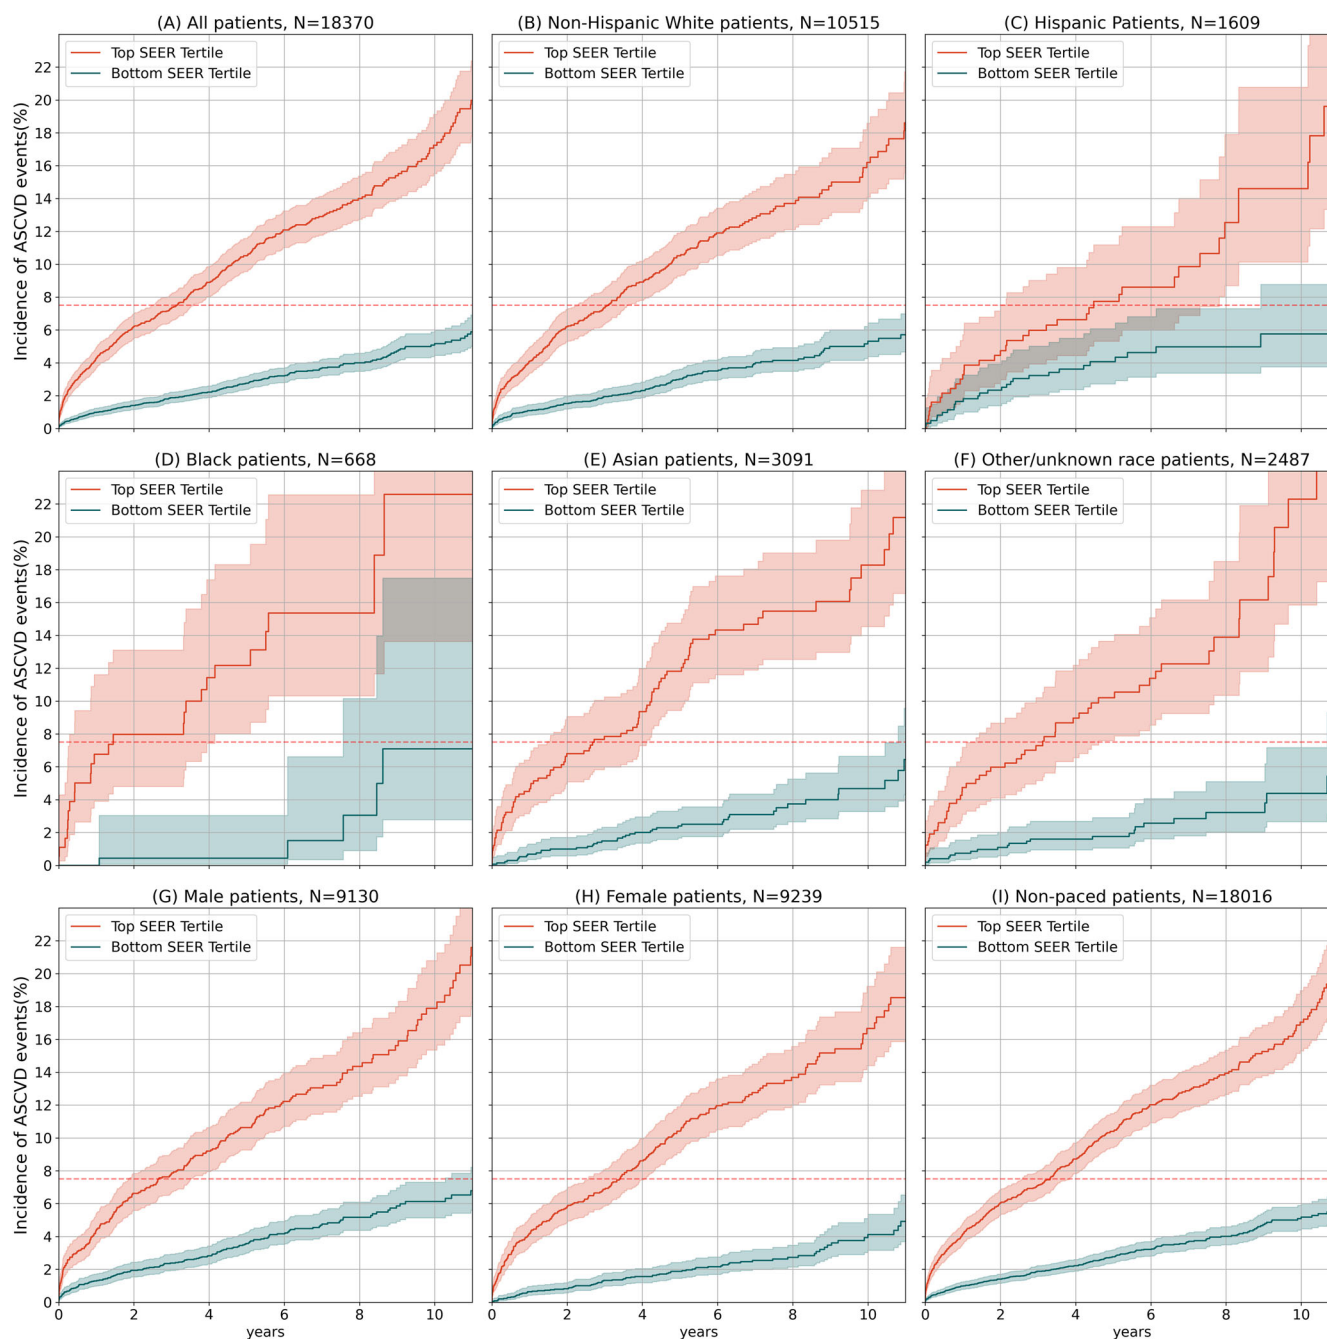 (A) All patients, N=18370
(B) Non-Hispanic White patients, N=10515
(C) Hispanic Patients, N=1609
Incidence of ASCVD events(%)
22
20
18
16
14
12
10
8
6
4
2
0
Top SEER Tertile
Bottom SEER Tertile
Top SEER Tertile
Bottom SEER Tertile
Top SEER Tertile
Bottom SEER Tertile
(D) Black patients, N=668
(E) Asian patients, N=3091
(F) Other/unknown race patients, N=2487
Incidence of ASCVD events(%)
22
20
18
16
14
12
10
8
6
4
2
0
Top SEER Tertile
Bottom SEER Tertile
Top SEER Tertile
Bottom SEER Tertile
Top SEER Tertile
Bottom SEER Tertile
(G) Male patients, N=9130
(H) Female patients, N=9239
(I) Non-paced patients, N=18016
Incidence of ASCVD events(%)
22
20
18
16
14
12
10
8
6
4
2
0
Top SEER Tertile
Bottom SEER Tertile
Top SEER Tertile
Bottom SEER Tertile
Top SEER Tertile
Bottom SEER Tertile
0 2 4 6 8 10
0 2 4 6 8 10
0 2 4 6 8 10
years
years
years